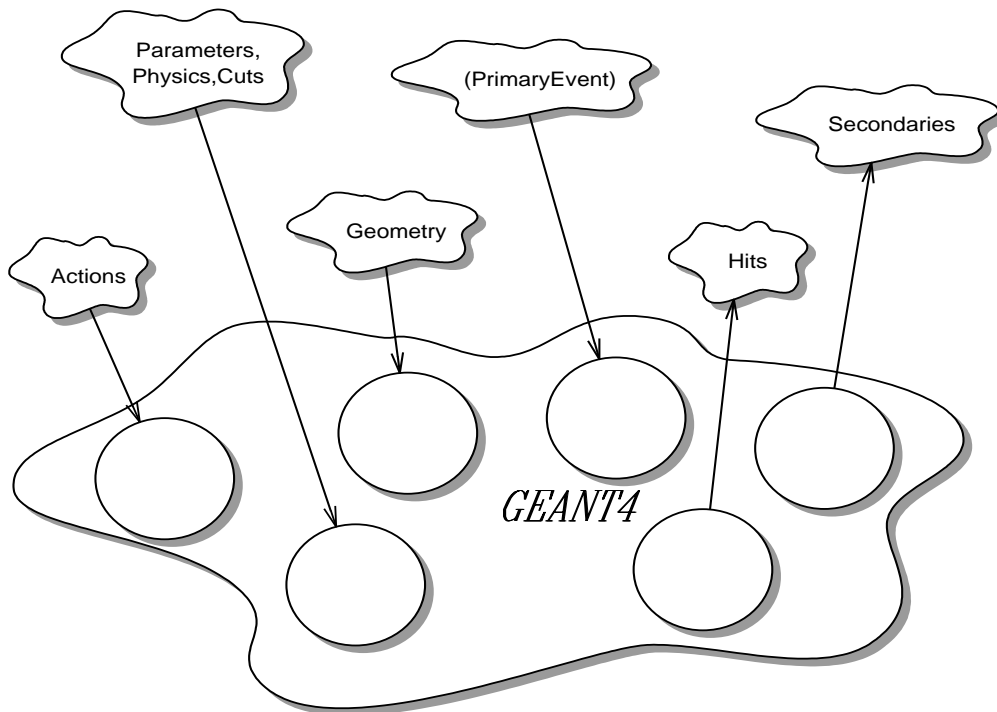 Parameters,
Physics,Cuts
(PrimaryEvent)
Secondaries
Geometry
Actions
Hits
GEANT4